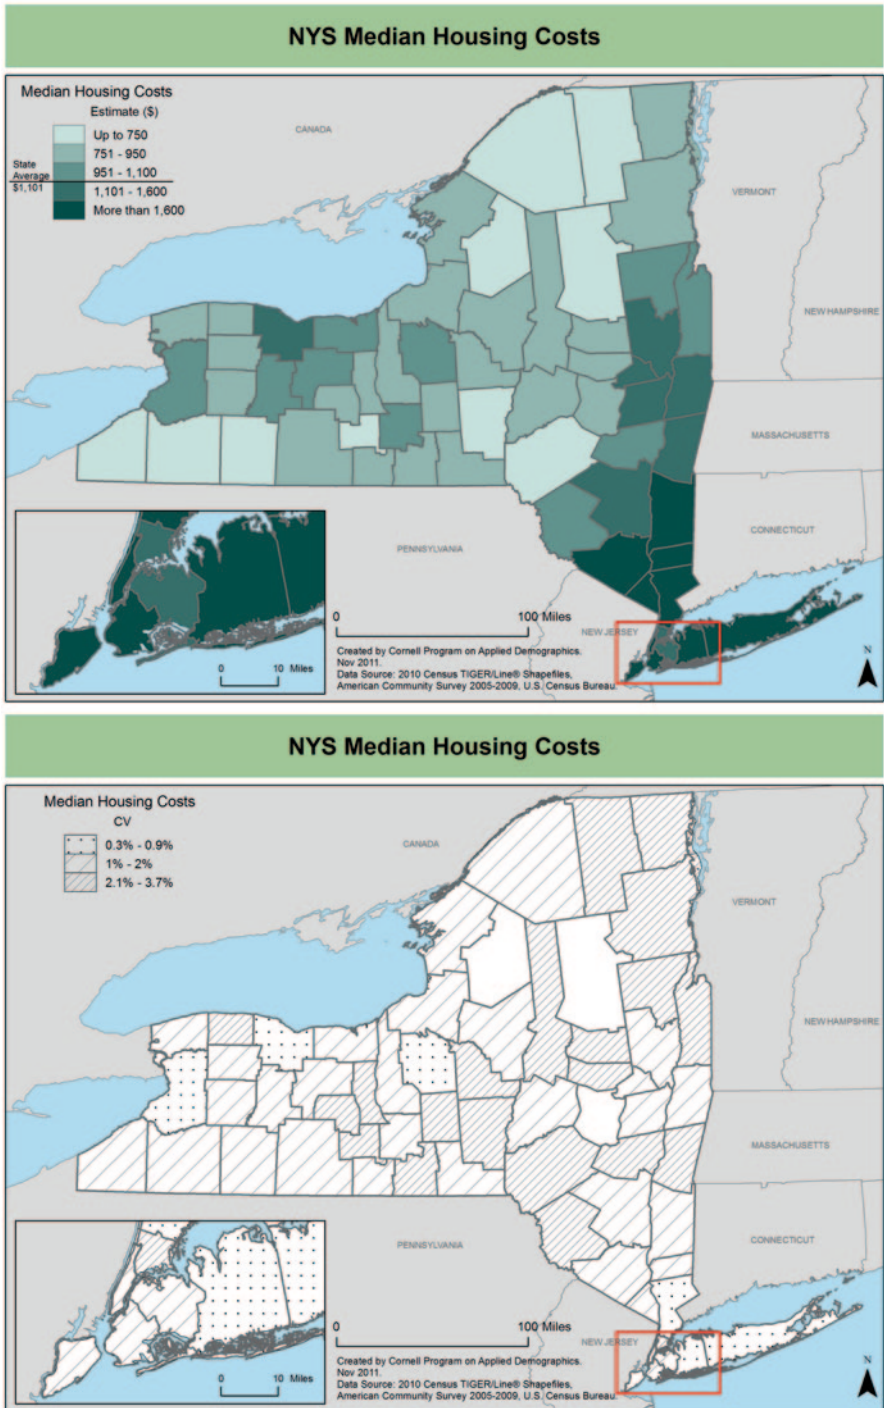 NYS Median Housing Costs
Median Housing Costs
Estimate ($)
Up to 750
751 - 950
951 - 1,100
State
Average
$1,101
1,101 - 1,600
More than 1,600
CANADA
VERMONT
NEW HAMPSHIRE
MASSACHUSETTS
CONNECTICUT
PENNSYLVANIA
NEW JERSEY
0 100 Miles
0 10 Miles
N
Created by Cornell Program on Applied Demographics.
Nov 2011.
Data Source: 2010 Census TIGER/Line® Shapefiles,
American Community Survey 2005-2009, U.S. Census Bureau.
NYS Median Housing Costs
Median Housing Costs
CV
0.3% - 0.9%
1% - 2%
2.1% - 3.7%
CANADA
VERMONT
NEW HAMPSHIRE
MASSACHUSETTS
CONNECTICUT
PENNSYLVANIA
NEW JERSEY
0 100 Miles
0 10 Miles
N
Created by Cornell Program on Applied Demographics.
Nov 2011.
Data Source: 2010 Census TIGER/Line® Shapefiles,
American Community Survey 2005-2009, U.S. Census Bureau.